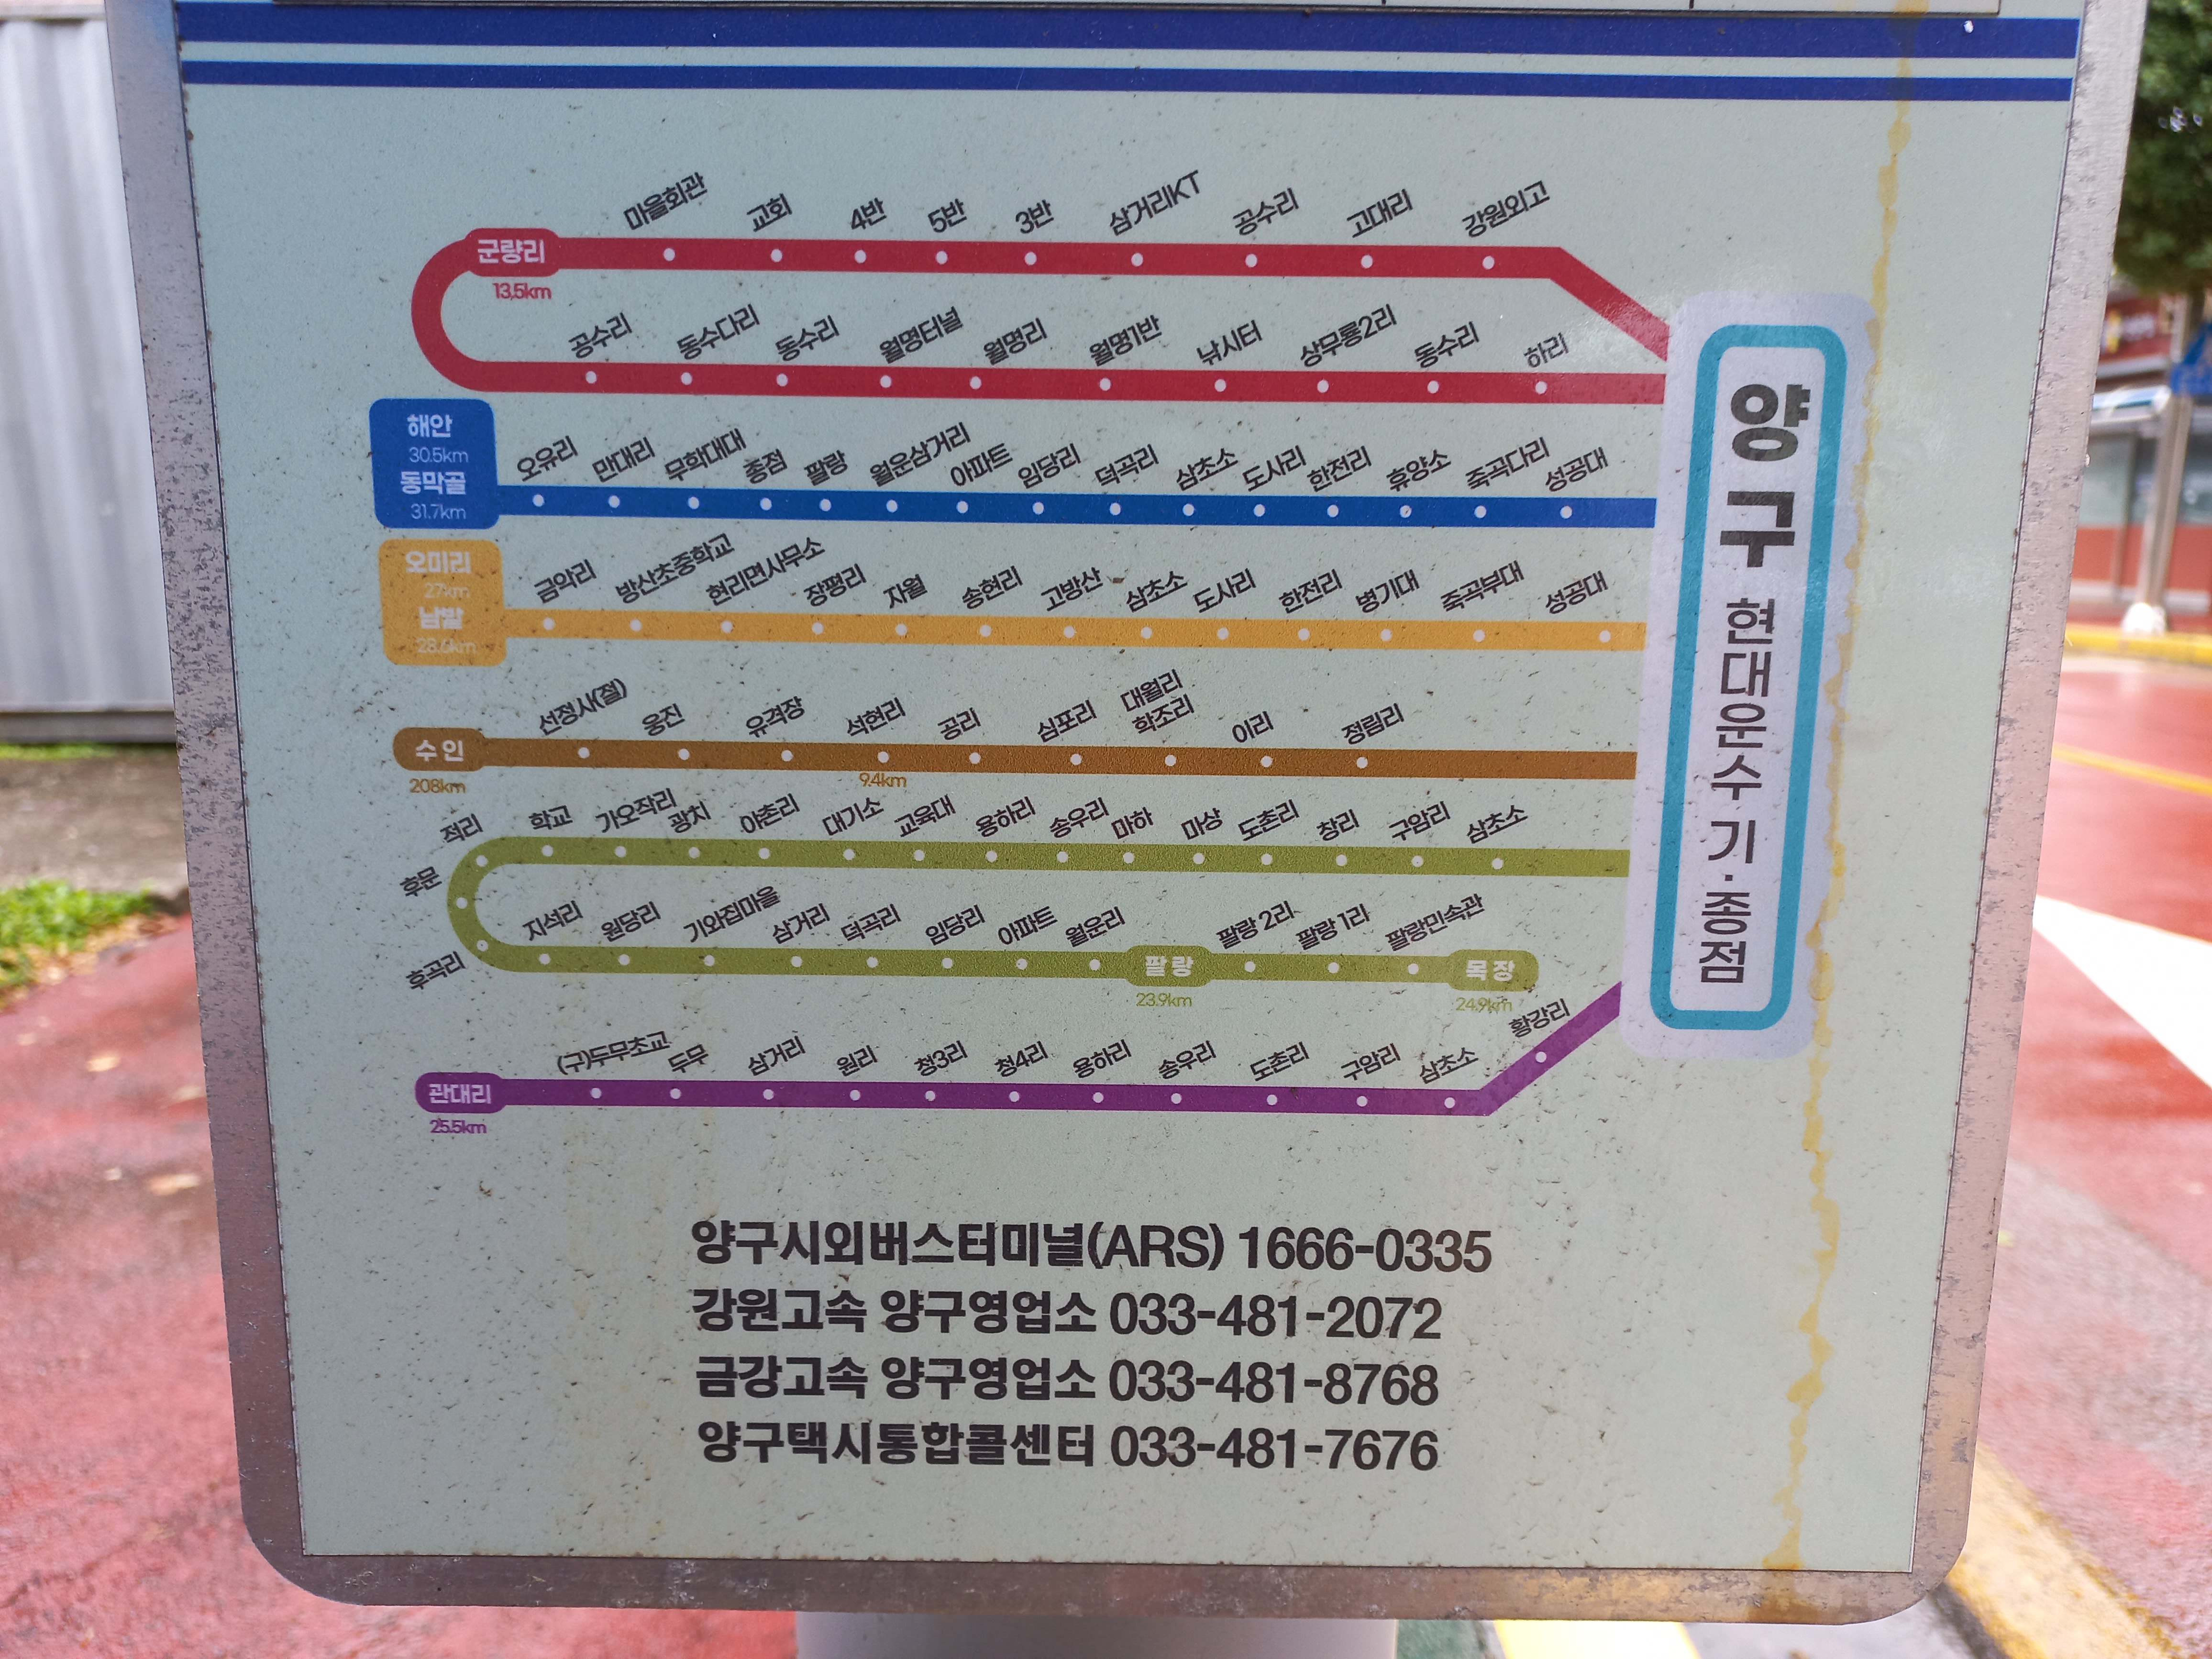 마을회관 교회 4반 5반 3반 삼거리KT 공수리 고대리 강원외고
군량리
13.5km
공수리 동수다리 동수리 월명터널 월명리 월명1반 낚시터 상무룡2리 동수리 하리
해안
30.5km
동막골
31.7km
오유리 만대리 무학대대 종점 팔랑 월운삼거리 아파트 임당리 덕곡리 삼초소 도사리 한전리 휴양소 죽곡다리 성공대
오미리
27km
남발
28.6km
금악리 방산초중학교 현리면사무소 장평리 자월 송현리 고방산 삼초소 도사리 한전리 병기대 죽곡부대 성공대
수인
208km
선정사(절) 웅진 유격장 석현리 공리 심포리 대월리 학조리 이리 정림리
9.4km
적리 학교 가오작리 광치 야촌리 대기소 교육대 용하리 송우리 마하 마상 도촌리 창리 구암리 삼초소
후문
후곡리 지석리 원당리 기와집마을 삼거리 덕곡리 임당리 아파트 월운리 팔랑 팔랑 2리 팔랑 1리 팔랑민속관 목장
23.9km 24.9km
관대리
25.5km
(구)두무초교 두무 삼거리 원리 청3리 청4리 용하리 송우리 도촌리 구암리 삼초소 황강리
양구 현대운수 기·종점
양구시외버스터미널(ARS) 1666-0335
강원고속 양구영업소 033-481-2072
금강고속 양구영업소 033-481-8768
양구택시통합콜센터 033-481-7676